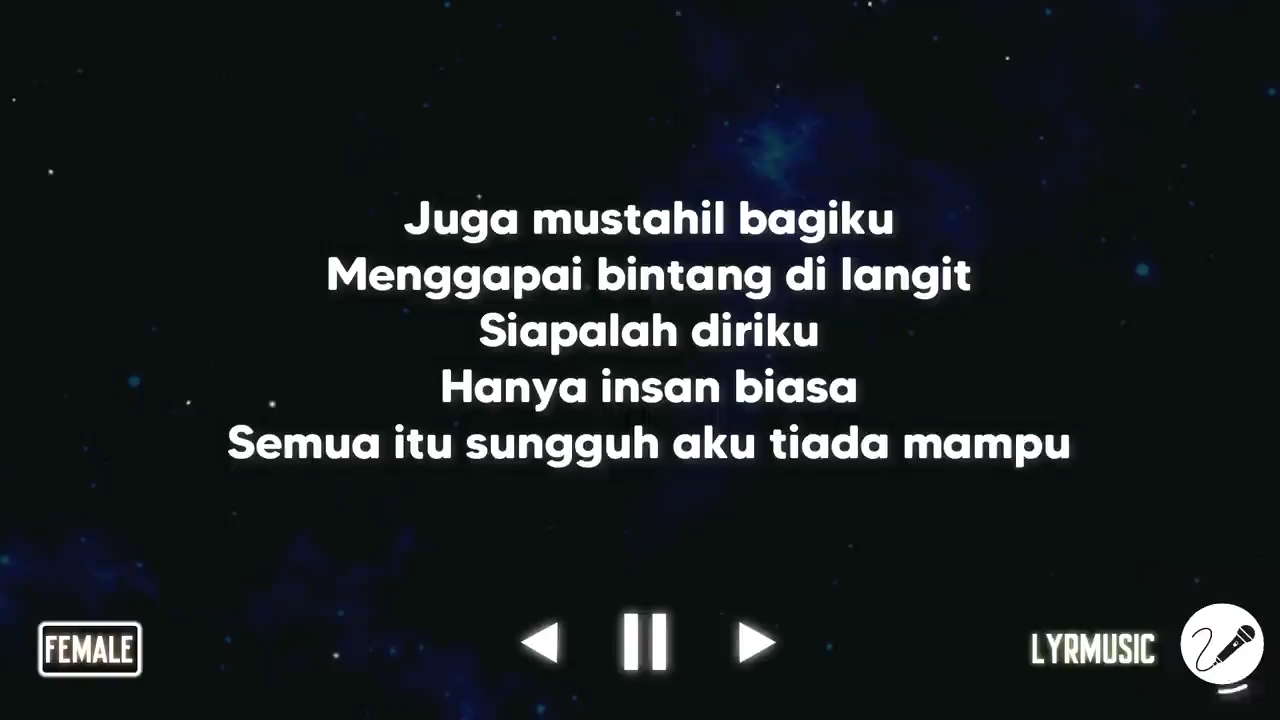 Juga mustahil bagiku
Menggapai bintang di langit
Siapalah diriku
Hanya insan biasa
Semua itu sungguh aku tiada mampu
FEMALE
LYRMUSIC